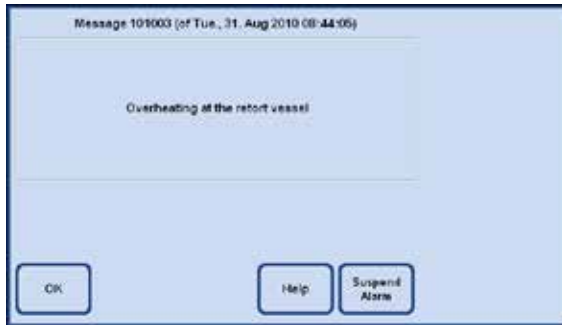 Message 101003 (of Tue., 31. Aug 2010 08:44:05)
Overheating at the retort vessel
OK
Help
Suspend
Alarm